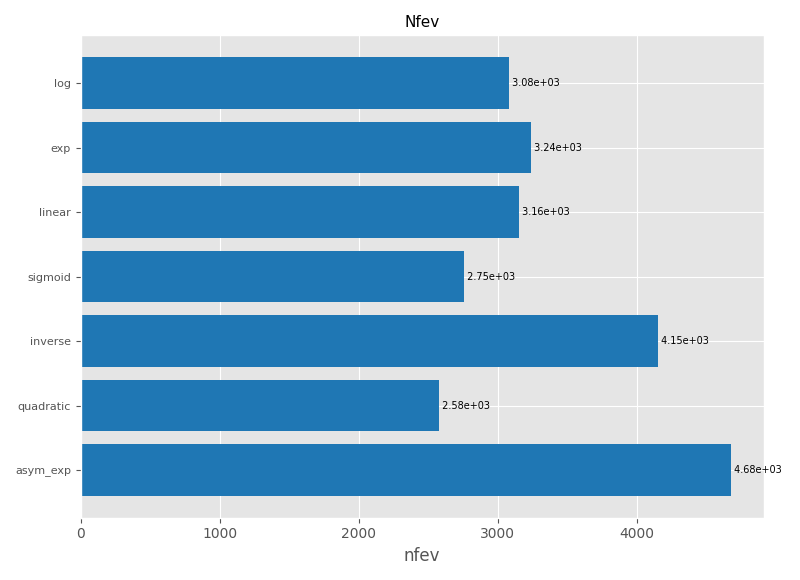 Nfev
log 3.08e+03
exp 3.24e+03
linear 3.16e+03
sigmoid 2.75e+03
inverse 4.15e+03
quadratic 2.58e+03
asym_exp 4.68e+03
0 1000 2000 3000 4000
nfev